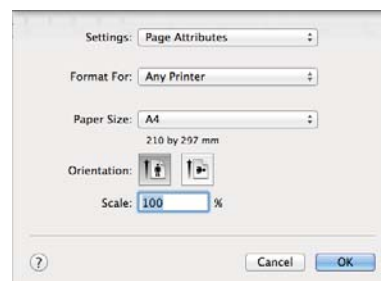 Settings: Page Attributes
Format For: Any Printer
Paper Size: A4
210 by 297 mm
Orientation:
Scale: 100 %
? Cancel OK